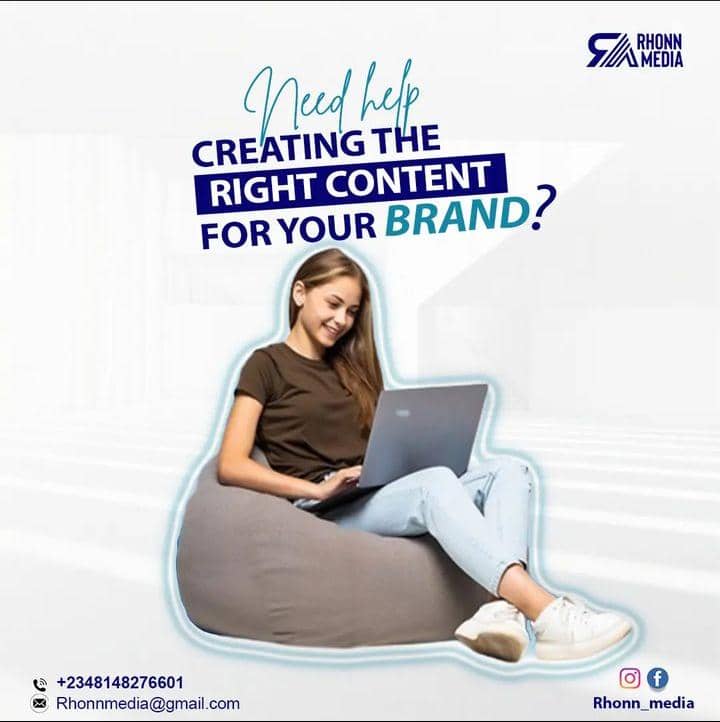 RHONN
MEDIA
Need help
CREATING THE
RIGHT CONTENT
FOR YOUR BRAND?
+2348148276601
Rhonnmedia@gmail.com
Rhonn_media